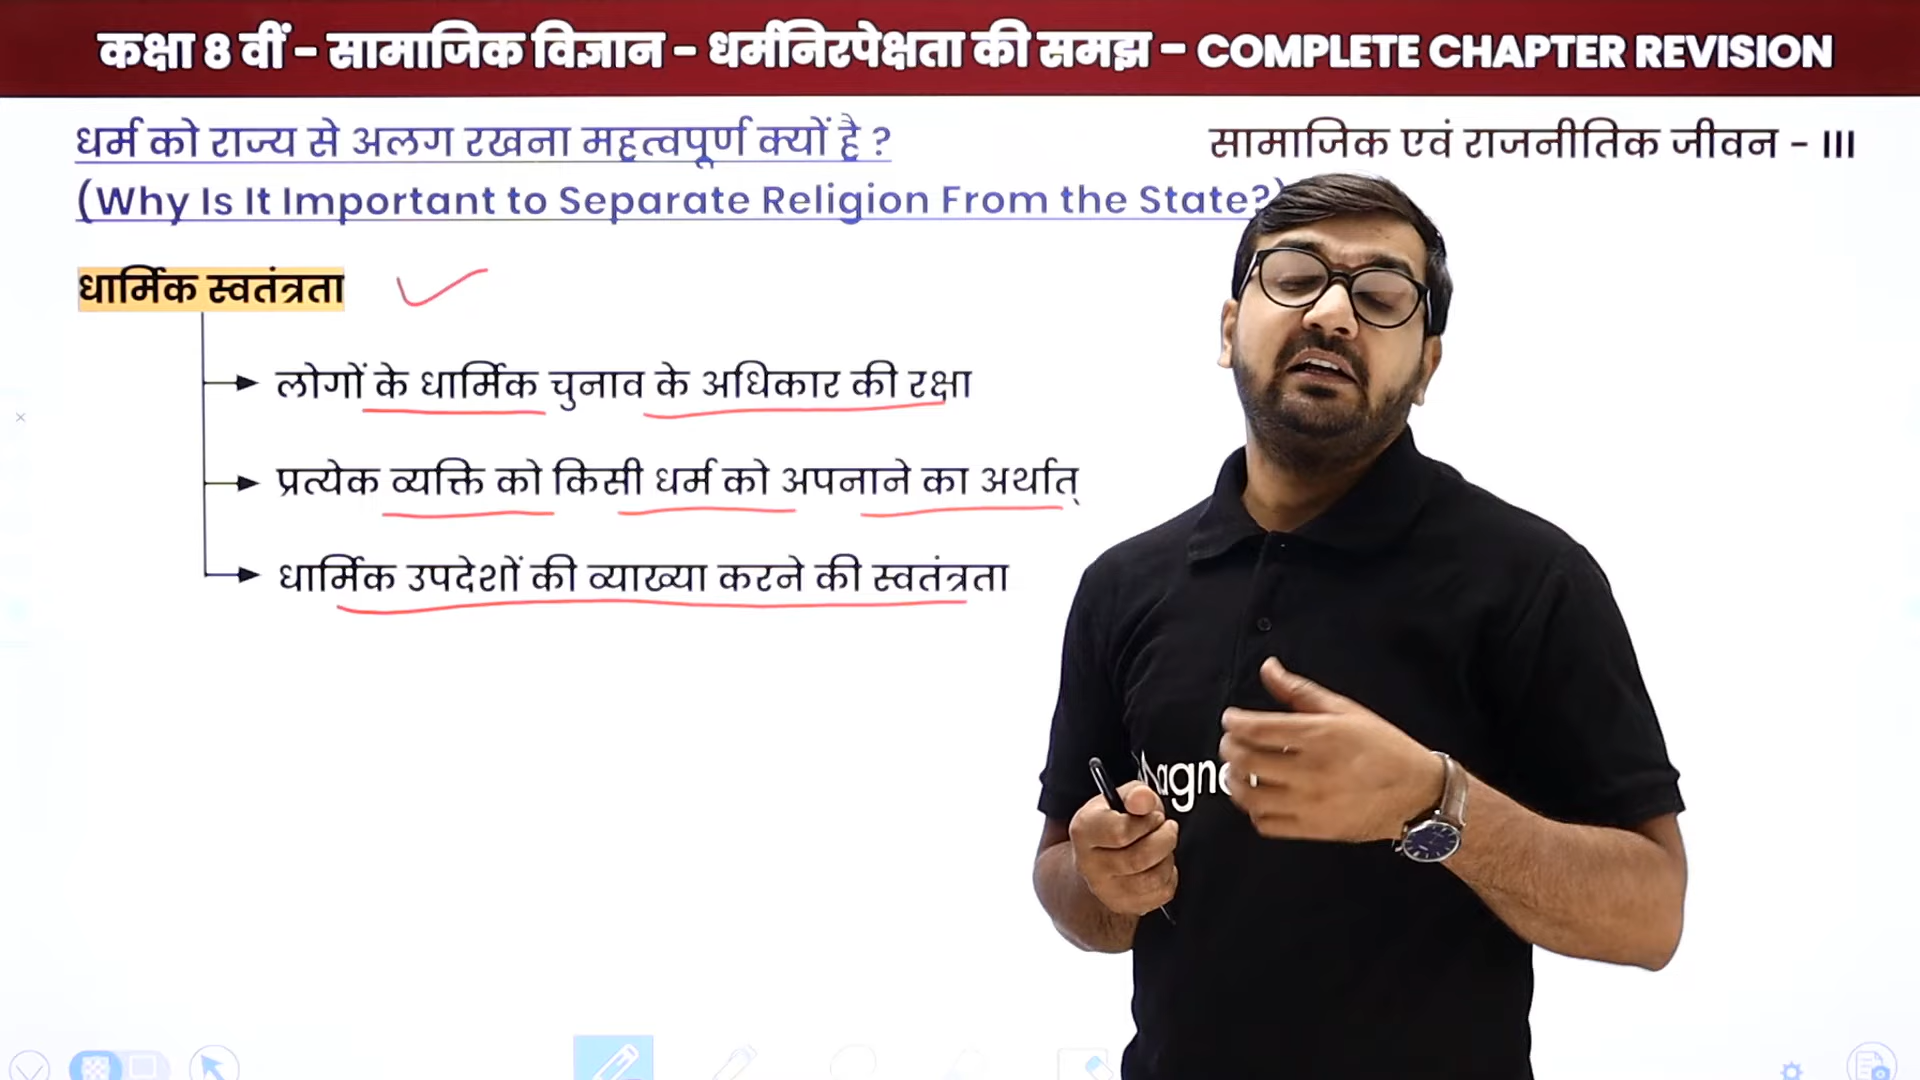 कक्षा 8 वीं - सामाजिक विज्ञान - धर्मनिरपेक्षता की समझ - COMPLETE CHAPTER REVISION
धर्म को राज्य से अलग रखना महत्वपूर्ण क्यों है ?
सामाजिक एवं राजनीतिक जीवन - III
(Why Is It Important to Separate Religion From the State?)
धार्मिक स्वतंत्रता
लोगों के धार्मिक चुनाव के अधिकार की रक्षा
प्रत्येक व्यक्ति को किसी धर्म को अपनाने का अर्थात्
धार्मिक उपदेशों की व्याख्या करने की स्वतंत्रता